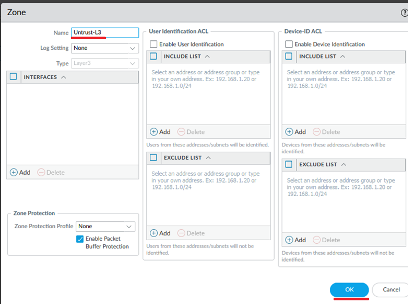 Zone
Name Untrust-L3
Log Setting None
Type Layer3
INTERFACES
Add Delete
Zone Protection
Zone Protection Profile None
Enable Packet
Buffer Protection
User Identification ACL
Enable User Identification
INCLUDE LIST
Select an address or address group or type
in your own address. Ex: 192.168.1.20 or
192.168.1.0/24
Add Delete
Users from these addresses/subnets will be identified.
EXCLUDE LIST
Select an address or address group or type
in your own address. Ex: 192.168.1.20 or
192.168.1.0/24
Add Delete
Users from these addresses/subnets will not be
identified.
Device-ID ACL
Enable Device Identification
INCLUDE LIST
Select an address or address group or type
in your own address. Ex: 192.168.1.20 or
192.168.1.0/24
Add Delete
Devices from these addresses/subnets will be
identified.
EXCLUDE LIST
Select an address or address group or type
in your own address. Ex: 192.168.1.20 or
192.168.1.0/24
Add Delete
Devices from these addresses/subnets will not be
identified.
OK
Cancel